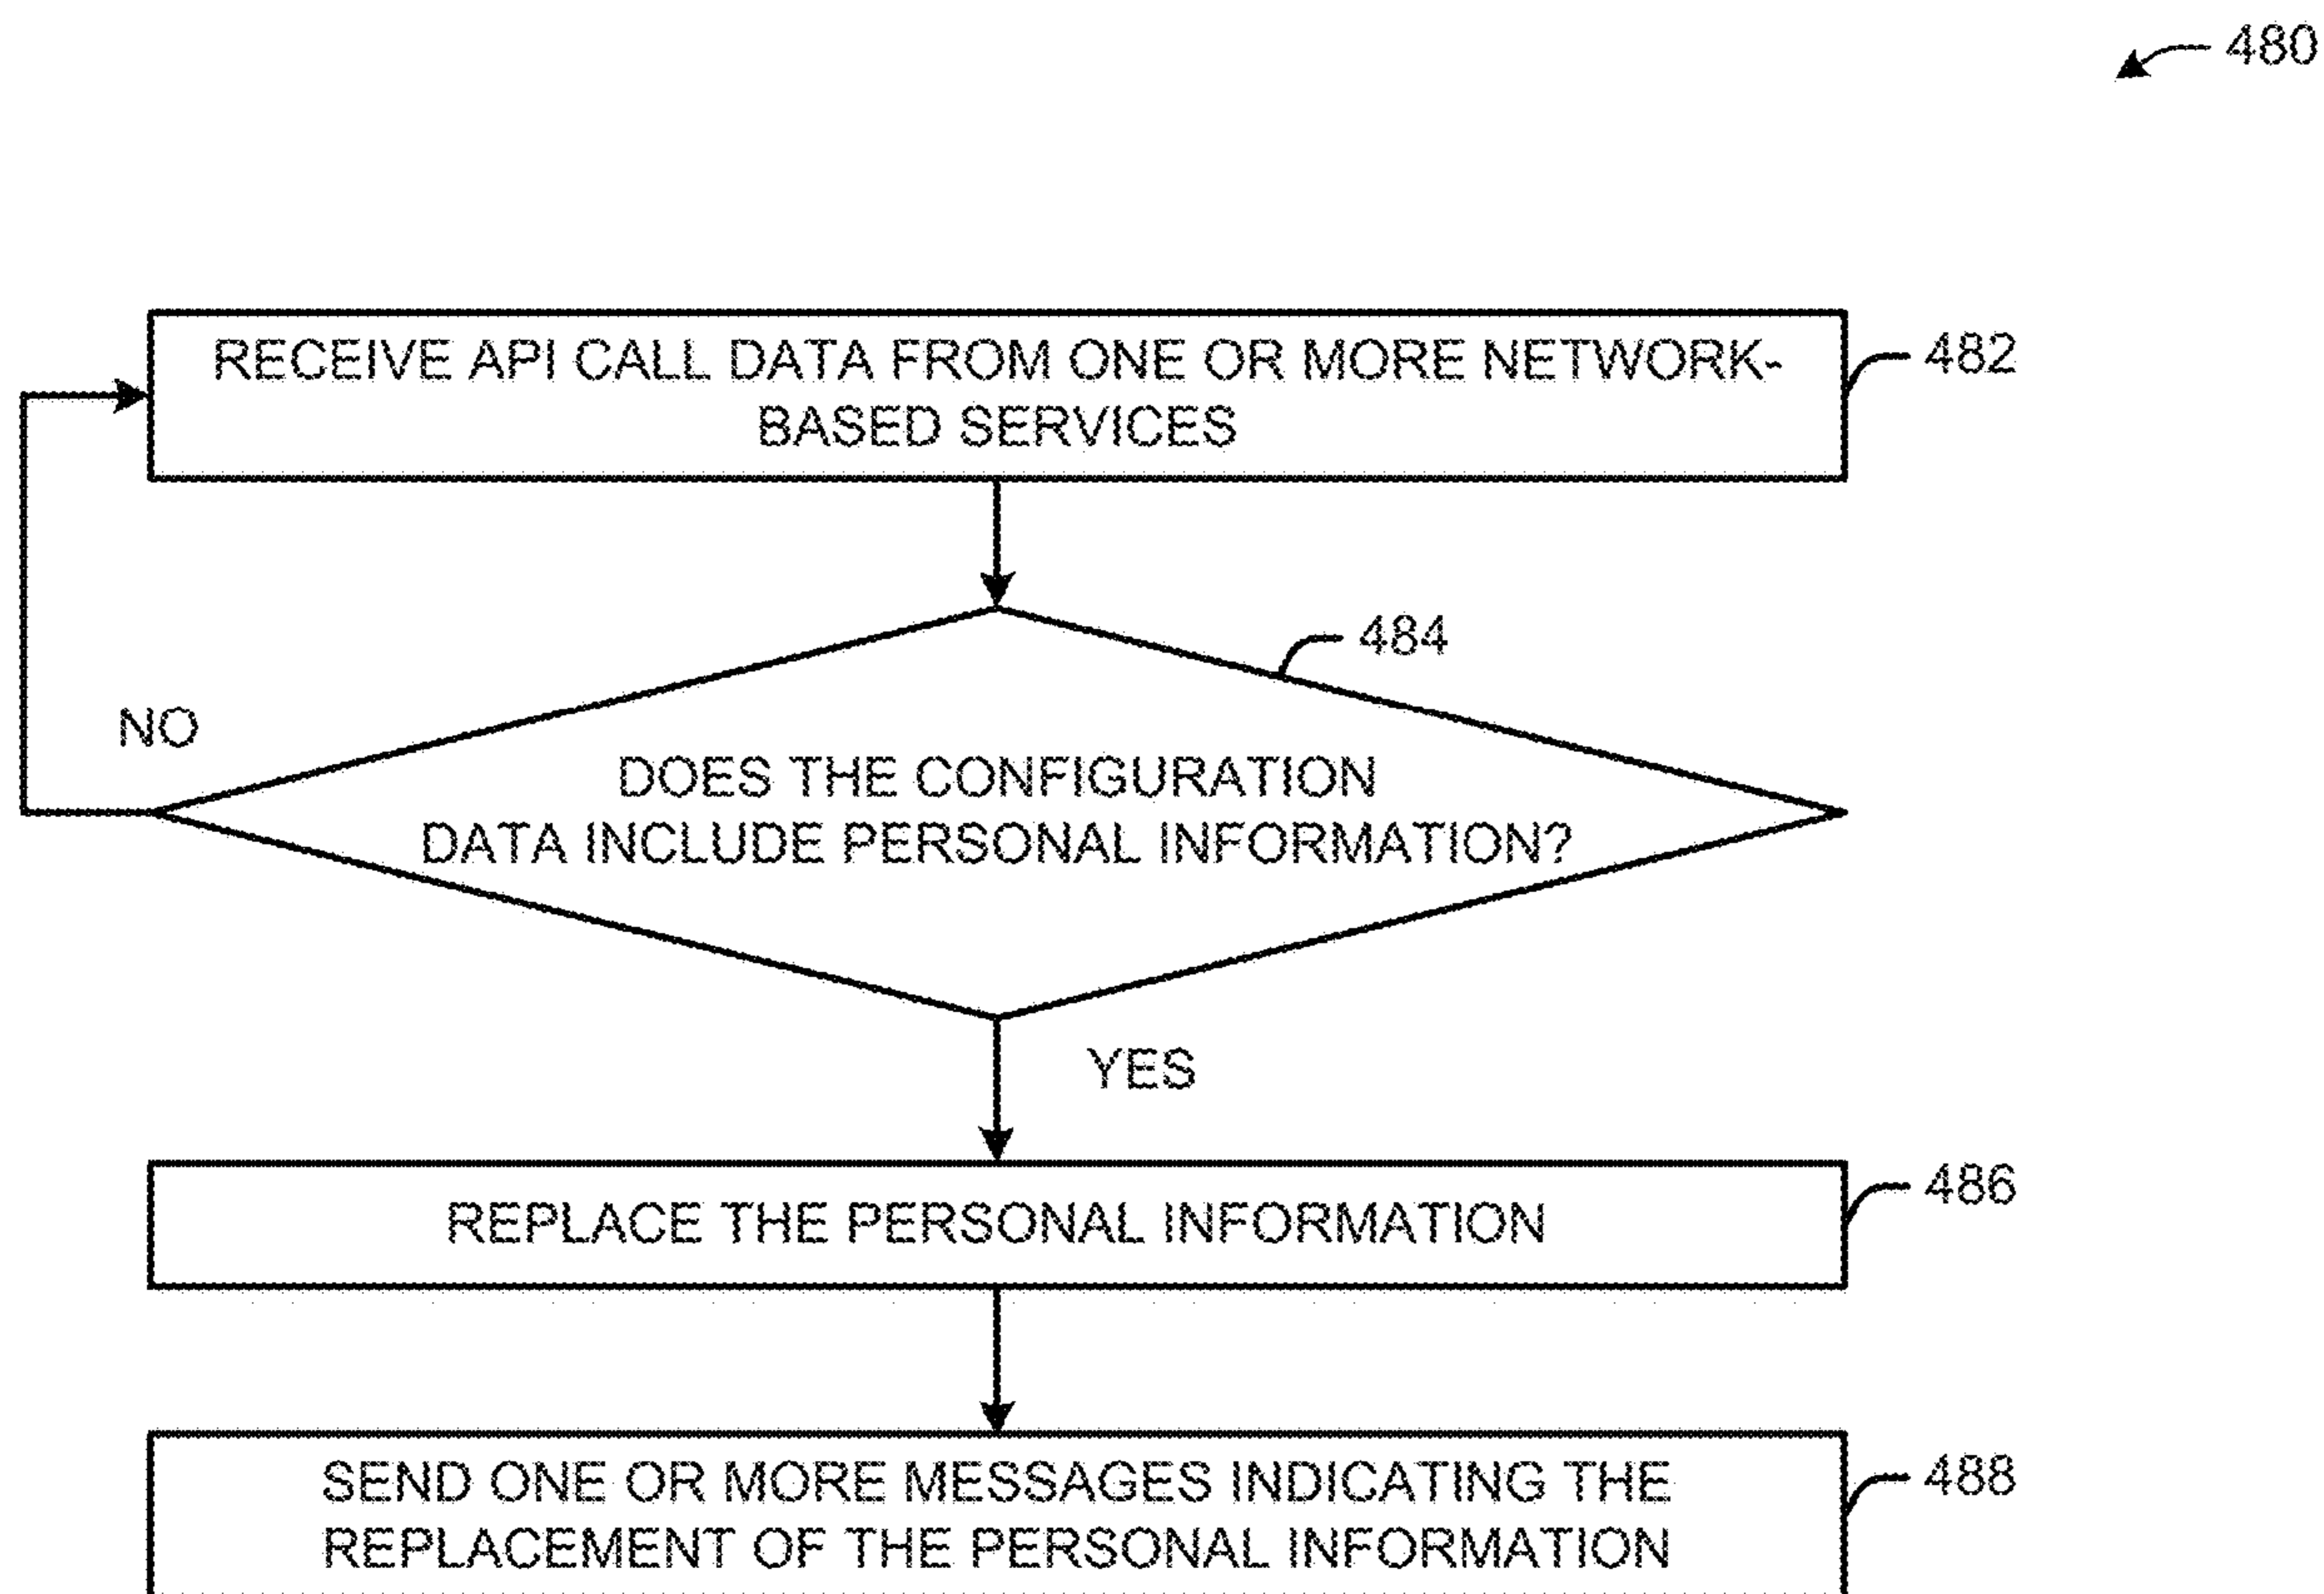 480
RECEIVE API CALL DATA FROM ONE OR MORE NETWORK-
BASED SERVICES
482
484
NO
DOES THE CONFIGURATION
DATA INCLUDE PERSONAL INFORMATION?
YES
REPLACE THE PERSONAL INFORMATION
486
SEND ONE OR MORE MESSAGES INDICATING THE
REPLACEMENT OF THE PERSONAL INFORMATION
488